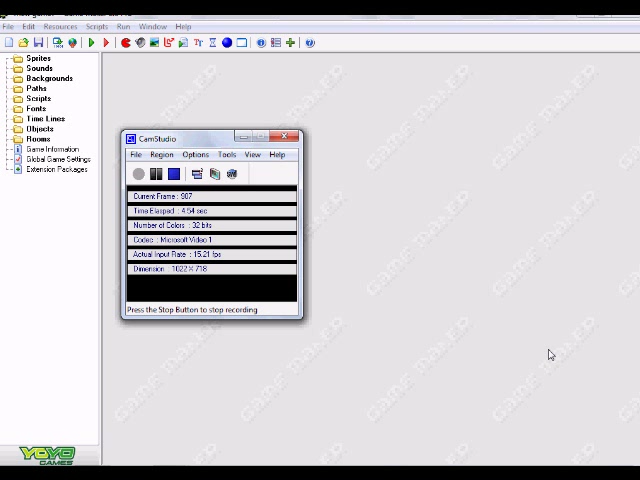 File Edit Resources Scripts Run Window Help
Sprites
Sounds
Backgrounds
Paths
Scripts
Fonts
Time Lines
Objects
Rooms
Game Information
Global Game Settings
Extension Packages
CamStudio
File Region Options Tools View Help
Current Frame : 907
Time Elapsed : 4.54 sec
Number of Colors : 32 bits
Codec : Microsoft Video 1
Actual Input Rate : 15.21 fps
Dimension : 1022 X 718
Press the Stop Button to stop recording
GAME MAKER
YOYO
GAMES